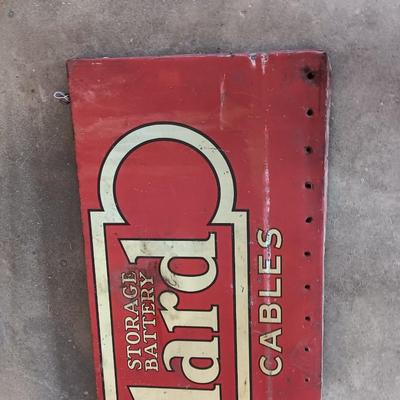 STORAGE
BATTERY
lard
CABLES